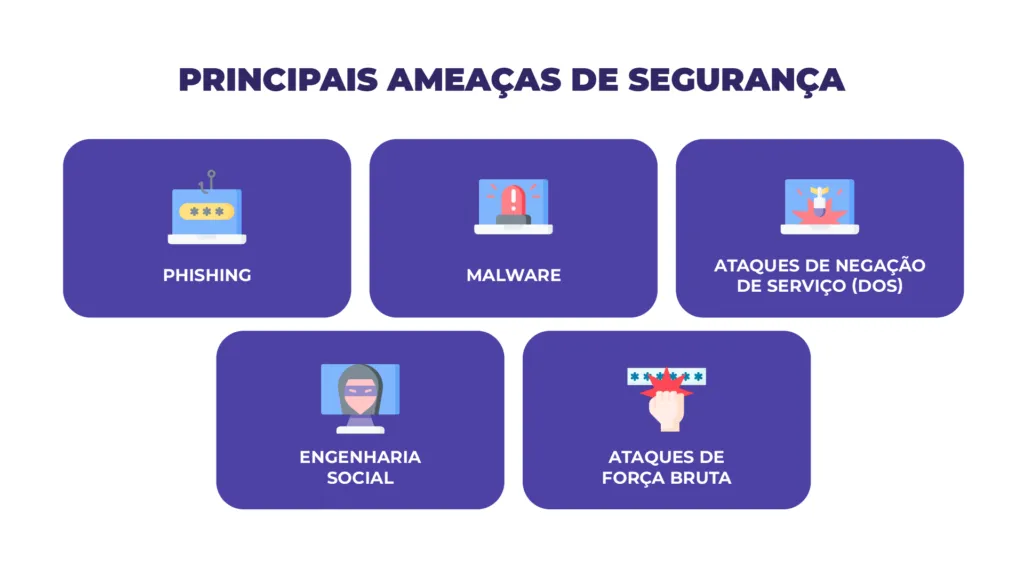 PRINCIPAIS AMEAÇAS DE SEGURANÇA
PHISHING
MALWARE
ATAQUES DE NEGAÇÃO
DE SERVIÇO (DOS)
ENGENHARIA
SOCIAL
ATAQUES DE
FORÇA BRUTA